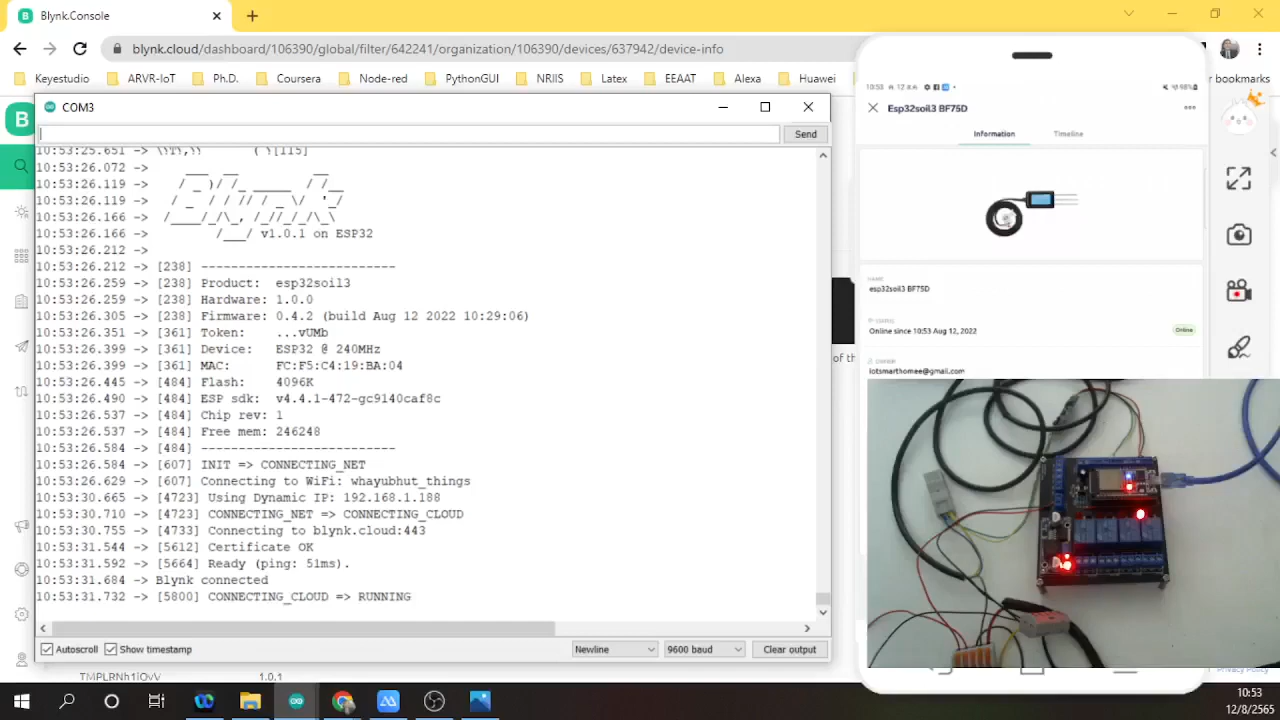 Blynk.Console
blynk.cloud/dashboard/106390/global/filter/642241/organization/106390/devices/637942/device-info
Keyestudio
ARVR-IoT
Ph.D.
Coursera
Node-red
PythonGUI
NRIIS
Latex
EEAAT
Alexa
Huawei
r bookmarks
B
COM3
Send
10:53:26.072 ->
10:53:26.119 ->
10:53:26.119 ->
10:53:26.166 ->
10:53:26.166 -> /___/ v1.0.1 on ESP32
10:53:26.212 ->
10:53:26.212 -> [238] --------------------------
10:53:26.259 -> [238] Product:  esp32soil3
10:53:26.259 -> [238] Hardware: 1.0.0
10:53:26.305 -> [238] Firmware: 0.4.2 (build Aug 12 2022 10:29:06)
10:53:26.351 -> [361] Token:    ...vUMb
10:53:26.399 -> [361] Device:   ESP32 @ 240MHz
10:53:26.399 -> [484] MAC:      FC:F5:C4:19:BA:04
10:53:26.445 -> [484] Flash:    4096K
10:53:26.490 -> [484] ESP sdk:  v4.4.1-472-gc9140caf8c
10:53:26.537 -> [484] Chip rev: 1
10:53:26.537 -> [484] Free mem: 246248
10:53:26.584 -> [484] --------------------------
10:53:26.584 -> [607] INIT => CONNECTING_NET
10:53:26.629 -> [607] Connecting to WiFi: whayubhut_things
10:53:30.665 -> [4723] Using Dynamic IP: 192.168.1.188
10:53:30.710 -> [4723] CONNECTING_NET => CONNECTING_C
10:53:30.755 -> [4733] Connecting to blynk.cloud:443
10:53:31.544 -> [5612] Certificate OK
10:53:31.592 -> [5664] Ready (ping: 51ms).
10:53:31.684 -> Blynk connected
10:53:31.732 -> [5800] CONNECTING_CLOUD => RUNNING
Autoscroll
Show timestamp
Newline
9600 baud
Clear output
1.0.1
of th
10:53
98%
Esp32soil3 BF75D
Information
Timeline
NAME
esp32soil3 BF75D
STATUS
Online since 10:53 Aug 12, 2022
Online
OWNER
iotsmarthomee@gmail.com
Privacy Policy
10:53
12/8/2565